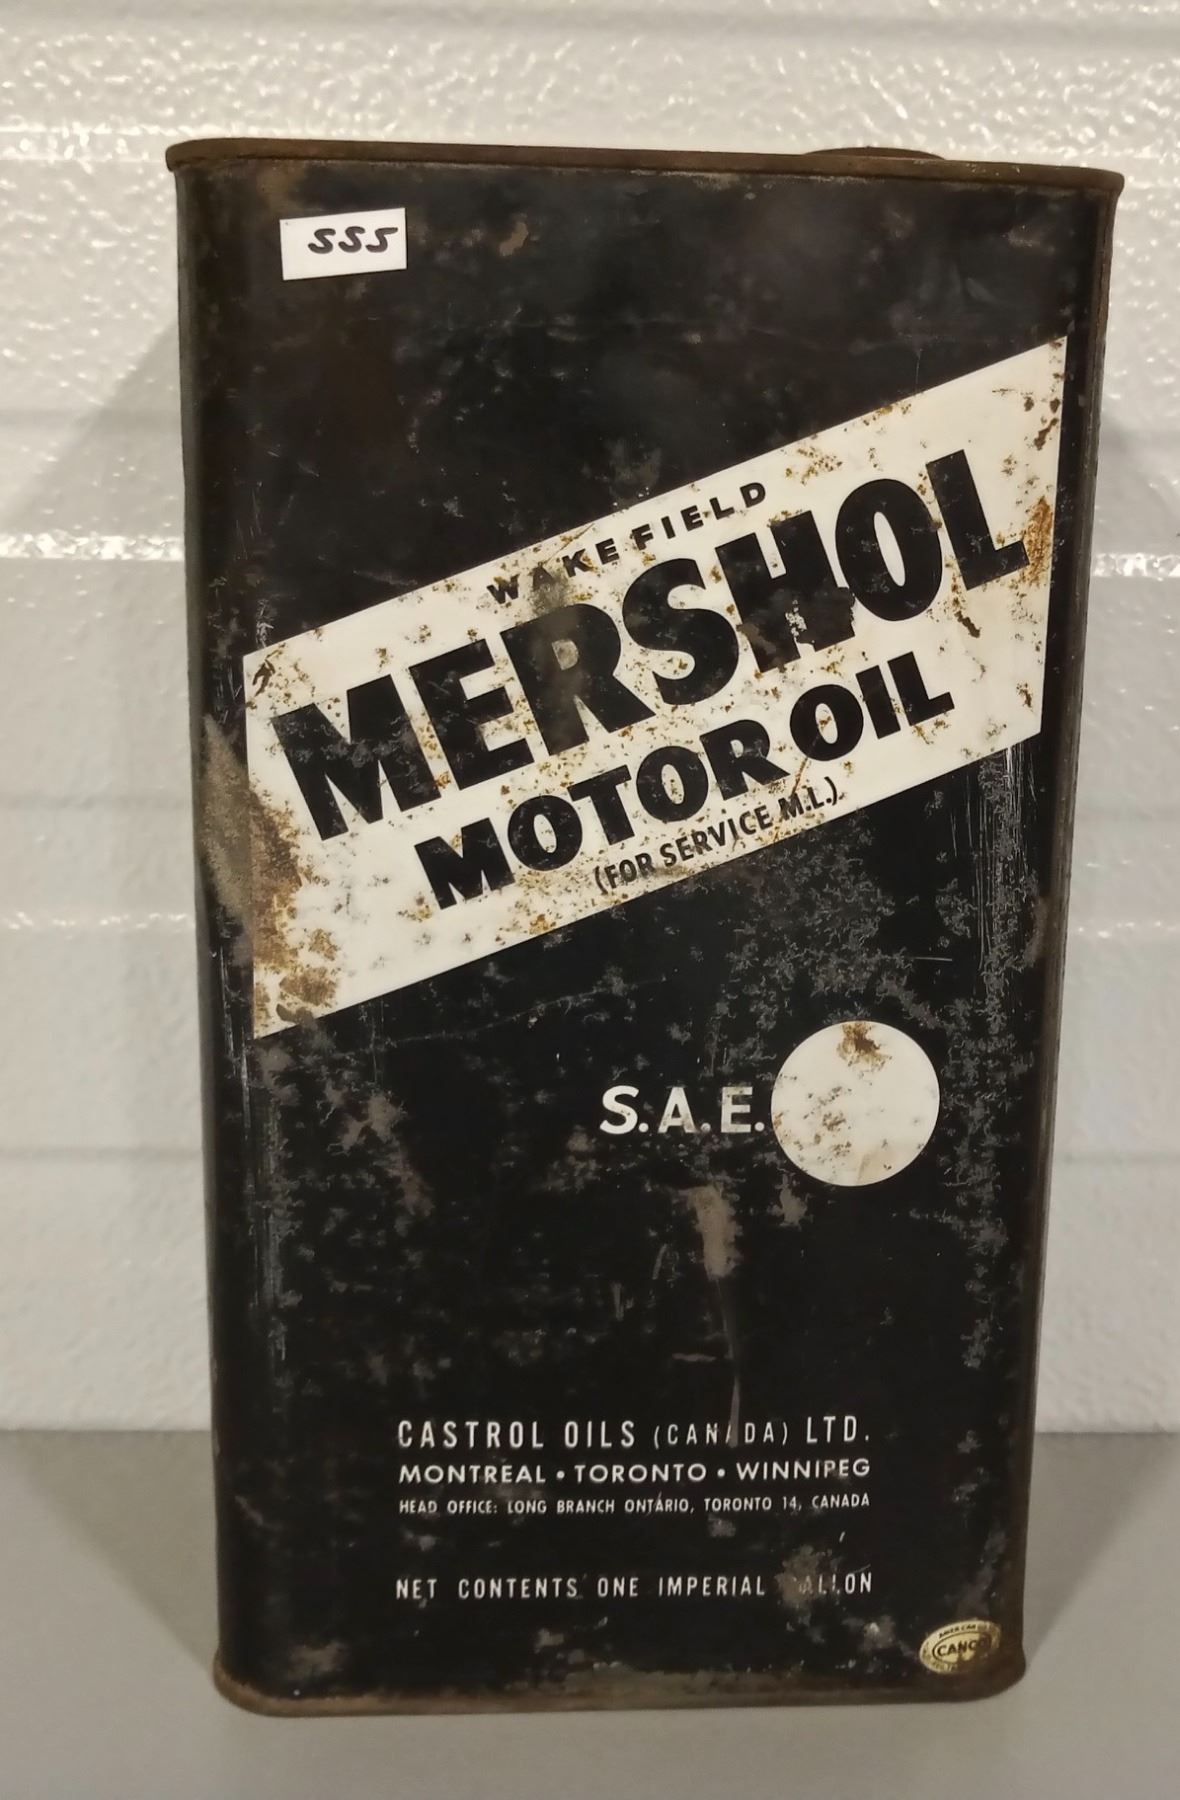 555
WAKEFIELD
MERSHOL
MOTOR OIL
(FOR SERVICE M.L.)
S.A.E.
CASTROL OILS (CANADA) LTD.
MONTREAL • TORONTO • WINNIPEG
HEAD OFFICE: LONG BRANCH ONTARIO, TORONTO 14, CANADA
NET CONTENTS ONE IMPERIAL GALLON
CANCO